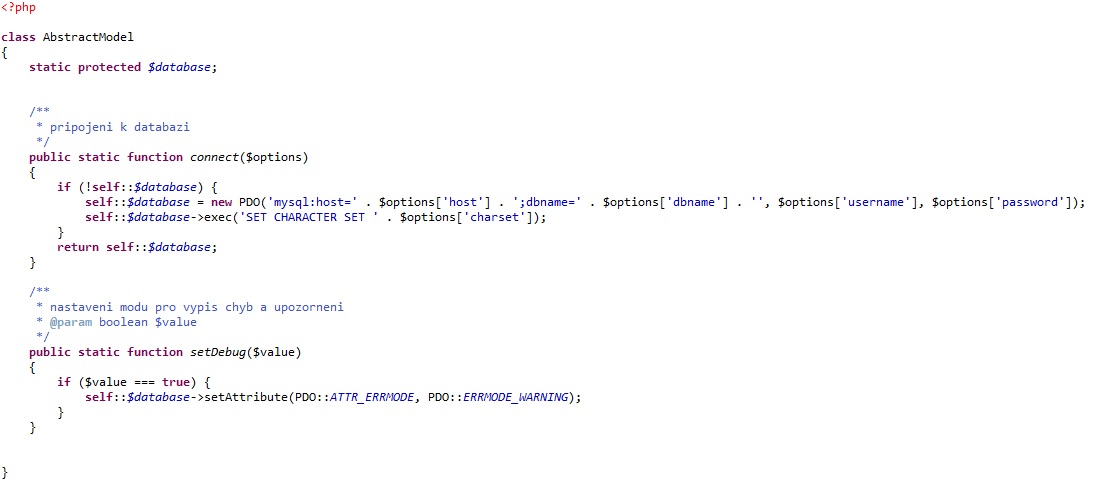 <?php
class AbstractModel
{
    static protected $database;
    /**
     * pripojeni k databazi
     */
    public static function connect($options)
    {
        if (!self::$database) {
            self::$database = new PDO('mysql:host=' . $options['host'] . ';dbname=' . $options['dbname'] . '', $options['username'], $options['password']);
            self::$database->exec('SET CHARACTER SET ' . $options['charset']);
        }
        return self::$database;
    }
    /**
     * nastaveni modu pro vypis chyb a upozorneni
     * @param boolean $value
     */
    public static function setDebug($value)
    {
        if ($value === true) {
            self::$database->setAttribute(PDO::ATTR_ERRMODE, PDO::ERRMODE_WARNING);
        }
    }
}